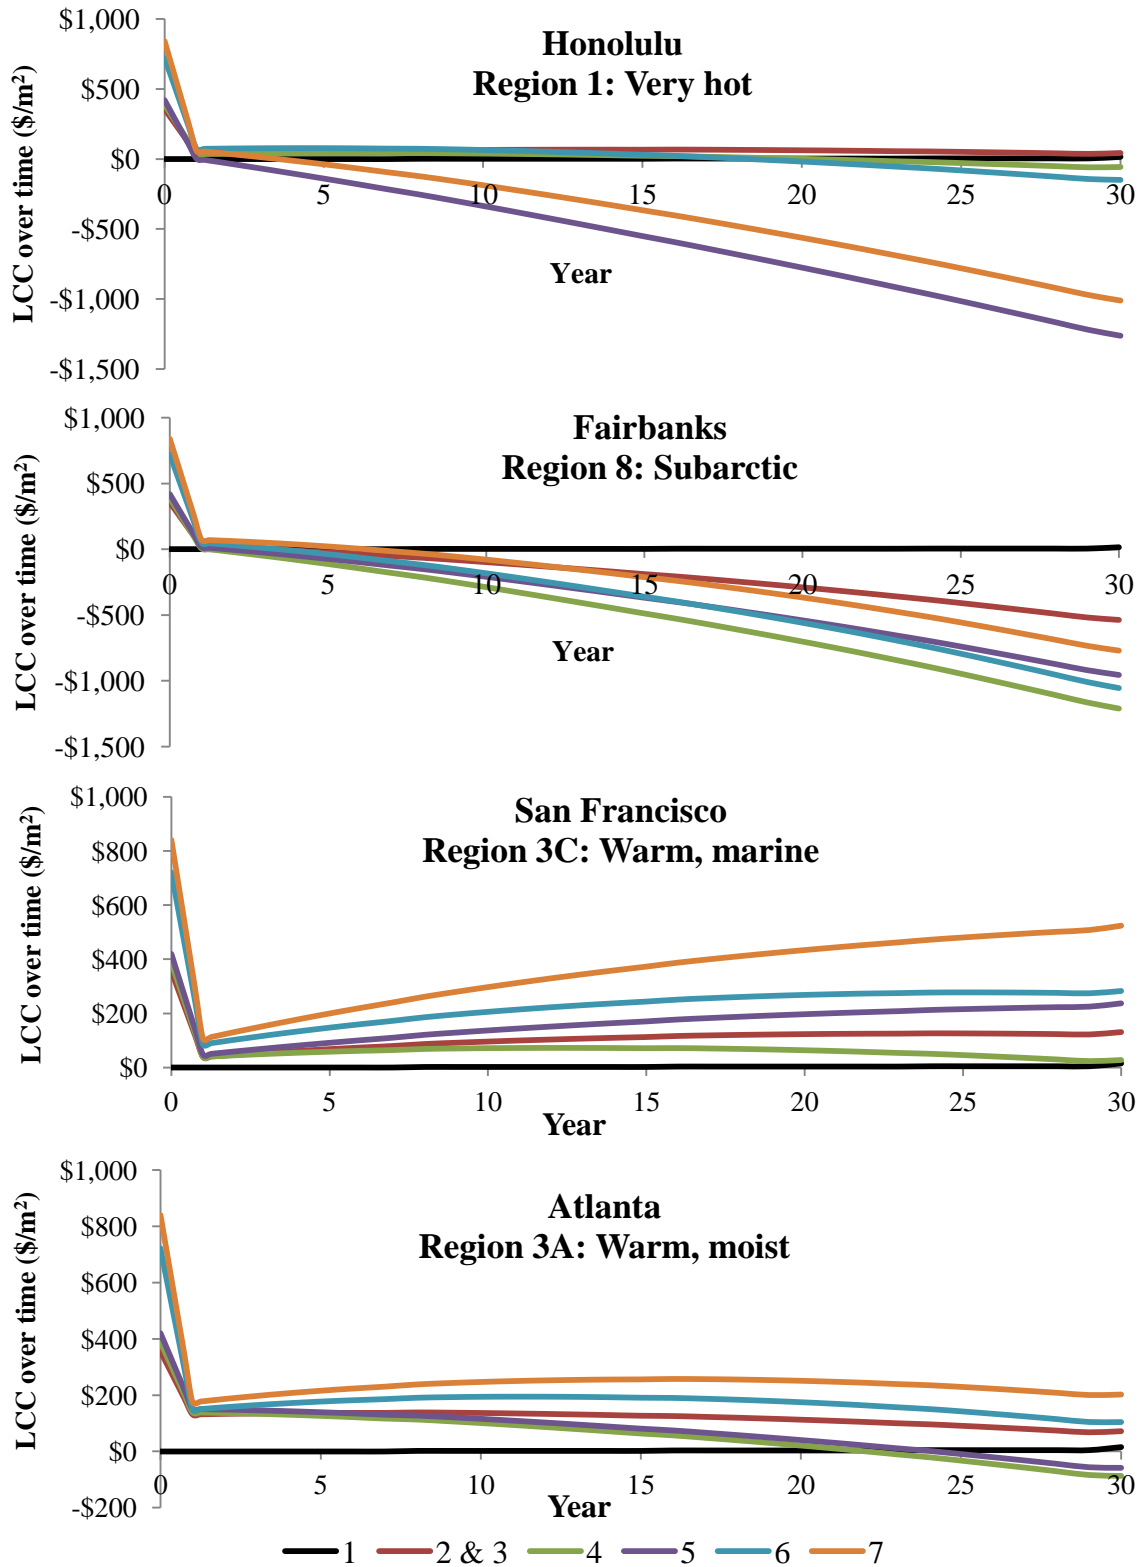 $1,000
$500
$0
-$500
-$1,000
-$1,500
LCC over time ($/m²)
Honolulu
Region 1: Very hot
0 5 10 15 20 25 30
Year
$1,000
$500
$0
-$500
-$1,000
-$1,500
LCC over time ($/m²)
Fairbanks
Region 8: Subarctic
0 5 10 15 20 25 30
Year
$1,000
$800
$600
$400
$200
$0
LCC over time ($/m²)
San Francisco
Region 3C: Warm, marine
0 5 10 15 20 25 30
Year
$1,000
$800
$600
$400
$200
$0
-$200
LCC over time ($/m²)
Atlanta
Region 3A: Warm, moist
0 5 10 15 20 25 30
Year
1 2 & 3 4 5 6 7